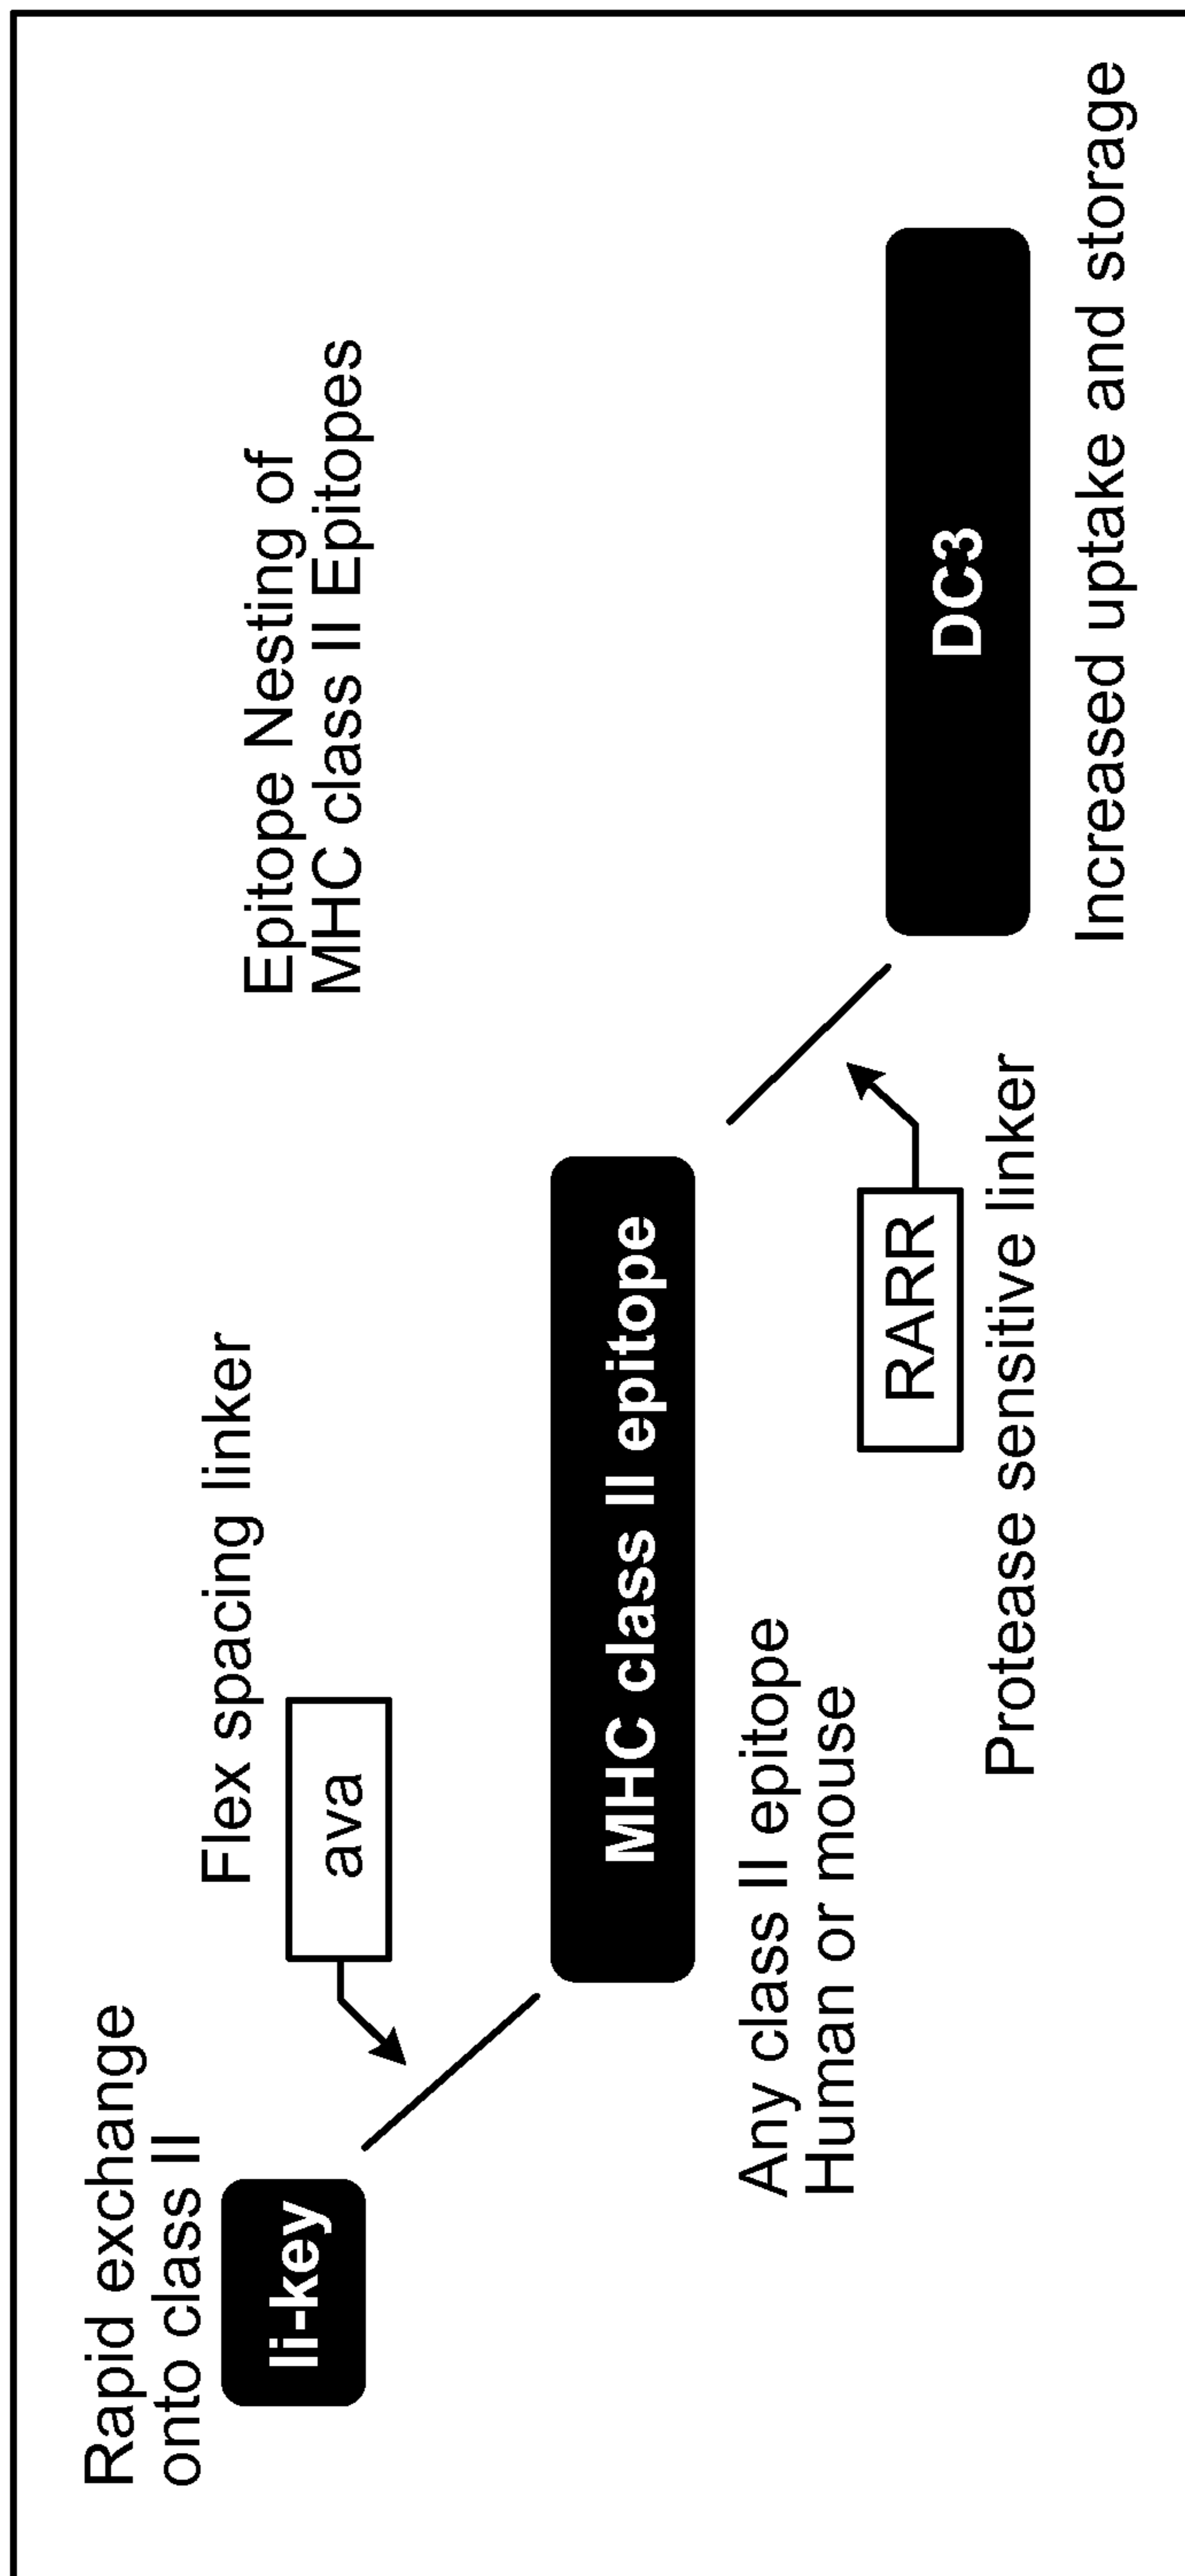 Rapid exchange
onto class II
Ii-key
Flex spacing linker
ava
Epitope Nesting of
MHC class II Epitopes
MHC class II epitope
Any class II epitope
Human or mouse
RARR
Protease sensitive linker
DC3
Increased uptake and storage